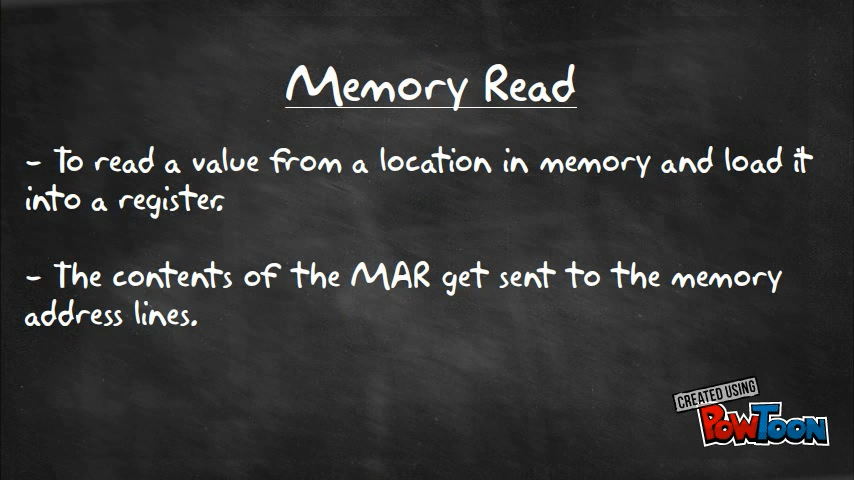 Memory Read
- To read a value from a location in memory and load it
into a register.
- The contents of the MAR get sent to the memory
address lines.
CREATED USING
POWTOON